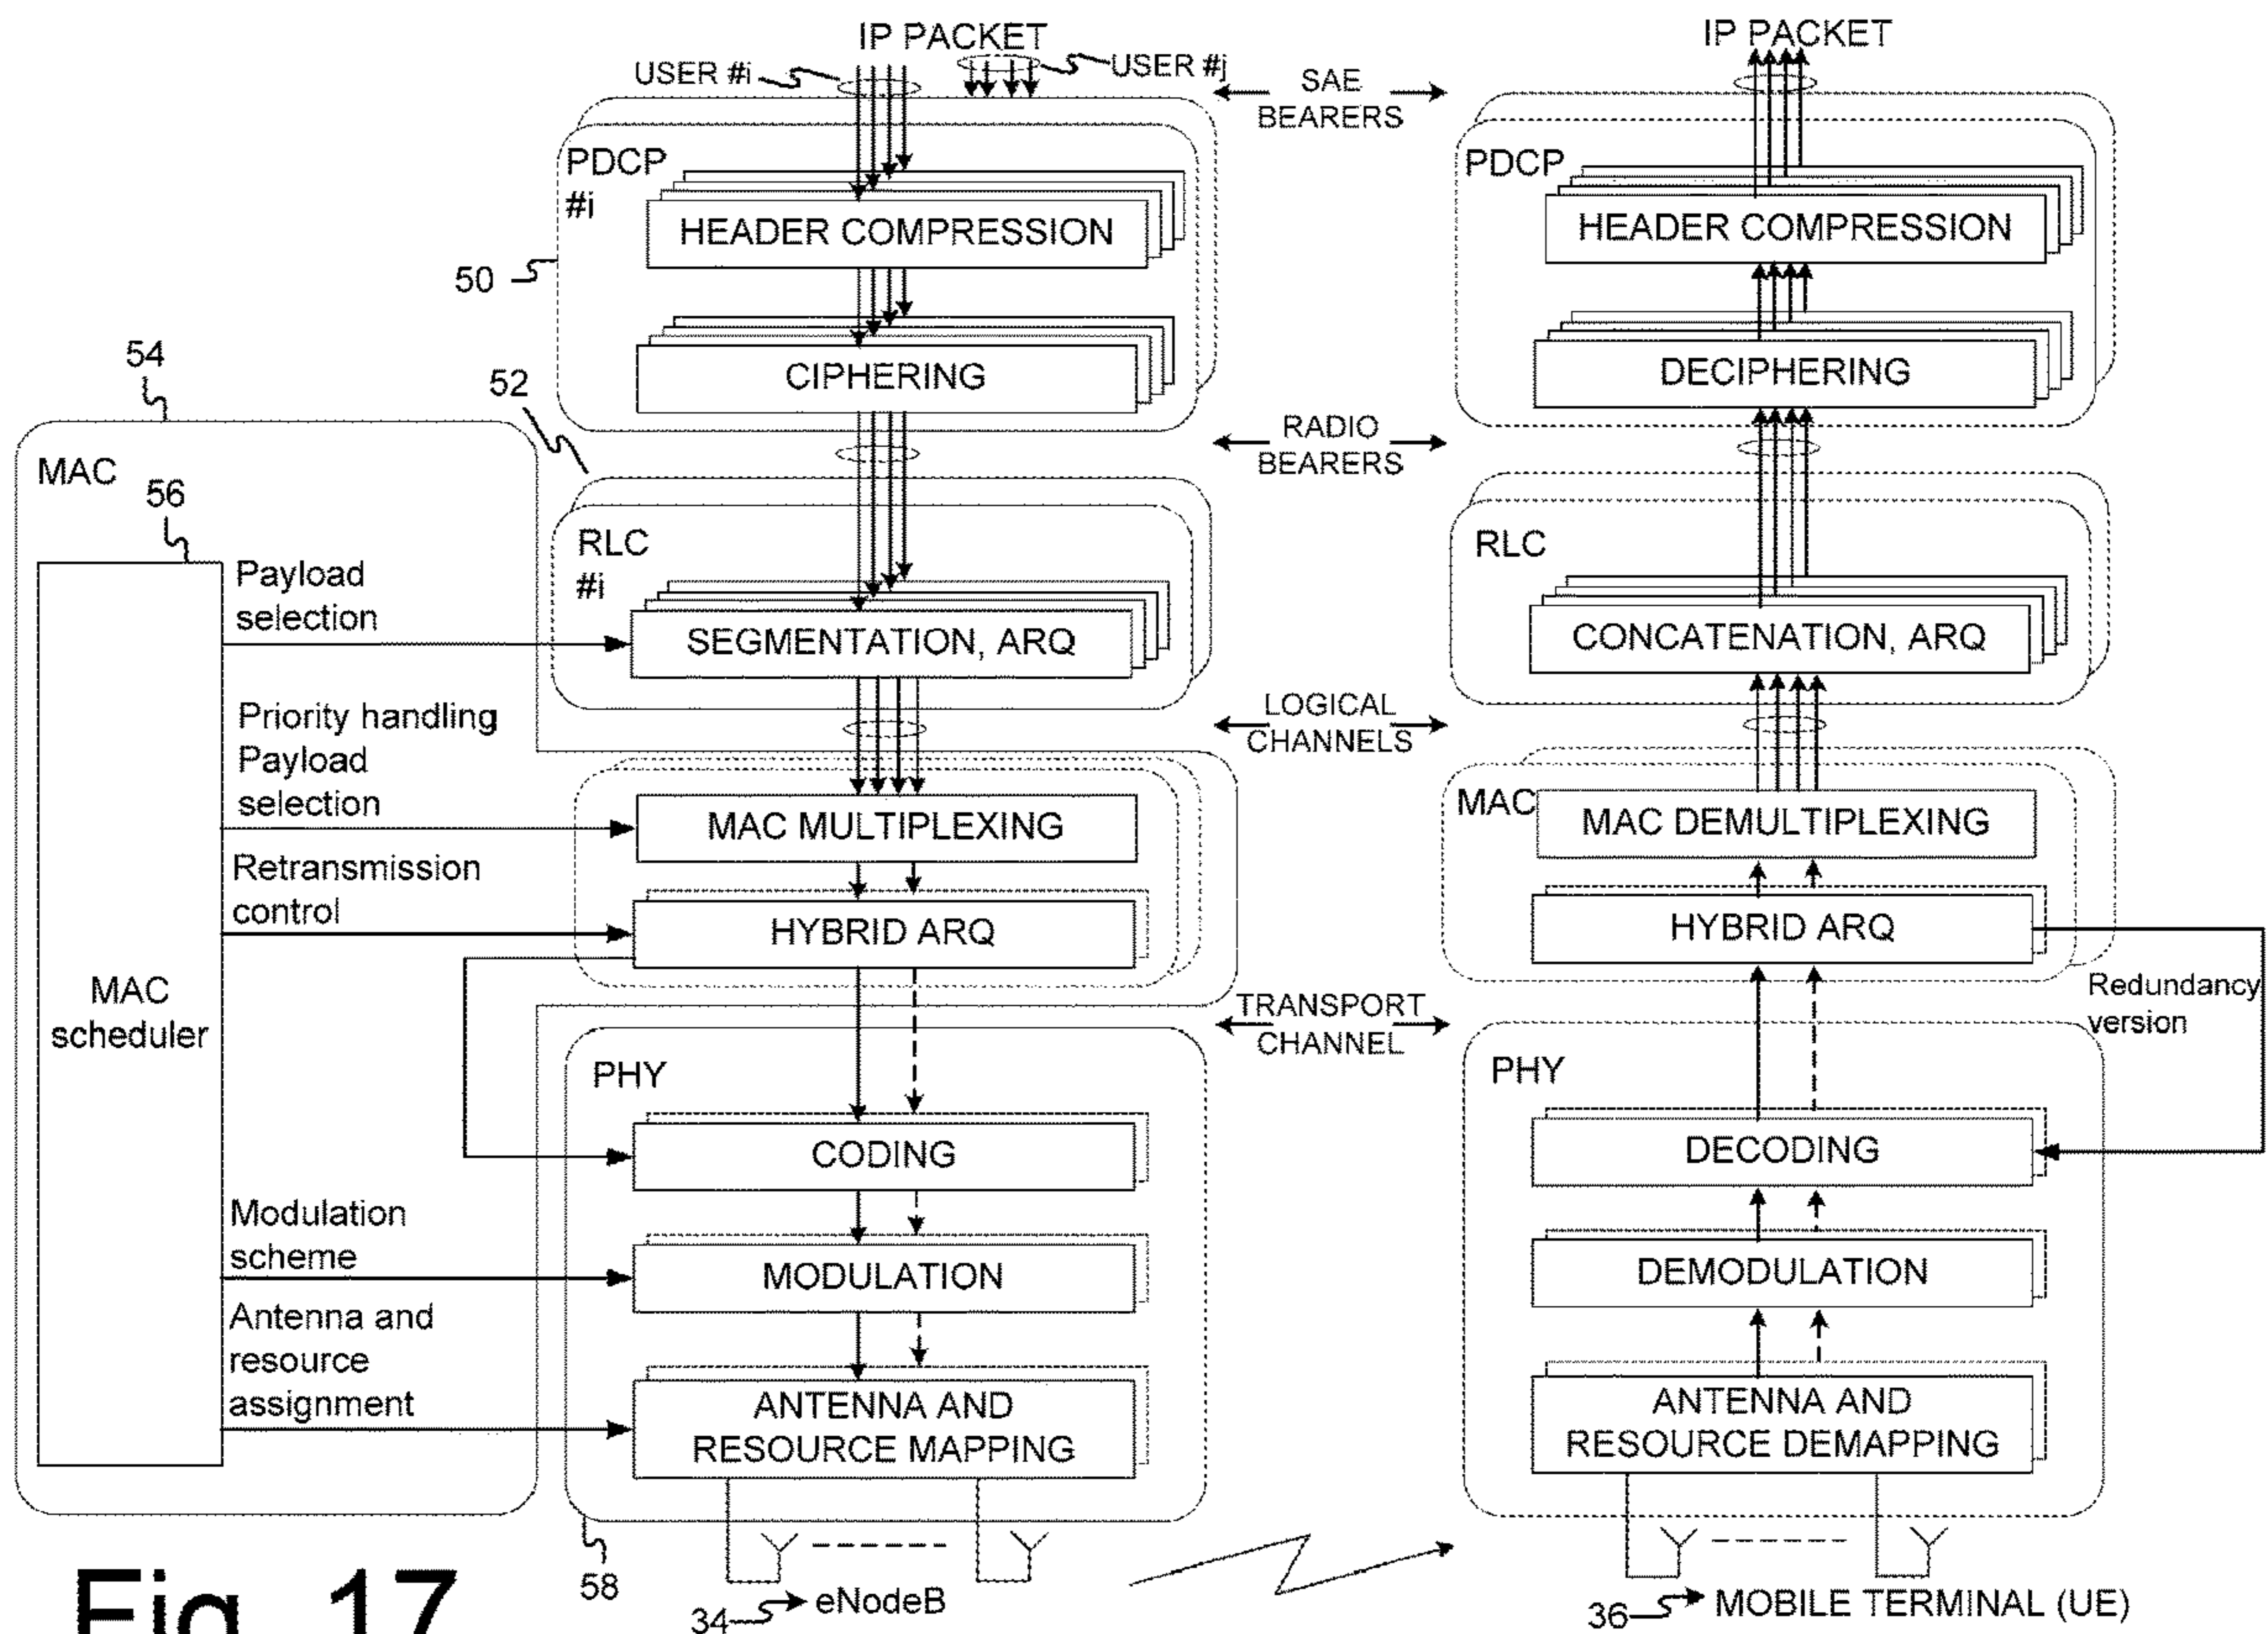 IP PACKET
USER #i
USER #j
PDCP
#i
HEADER COMPRESSION
50
CIPHERING
54
52
MAC
56
RLC
#i
Payload
selection
SEGMENTATION, ARQ
Priority handling
Payload
selection
MAC MULTIPLEXING
Retransmission
control
HYBRID ARQ
MAC
scheduler
PHY
CODING
Modulation
scheme
MODULATION
Antenna and
resource
assignment
ANTENNA AND
RESOURCE MAPPING
58
34
eNodeB
SAE
BEARERS
RADIO
BEARERS
LOGICAL
CHANNELS
TRANSPORT
CHANNEL
IP PACKET
PDCP
HEADER COMPRESSION
DECIPHERING
RLC
CONCATENATION, ARQ
MAC
MAC DEMULTIPLEXING
HYBRID ARQ
Redundancy
version
PHY
DECODING
DEMODULATION
ANTENNA AND
RESOURCE DEMAPPING
36
MOBILE TERMINAL (UE)
Fig. 17